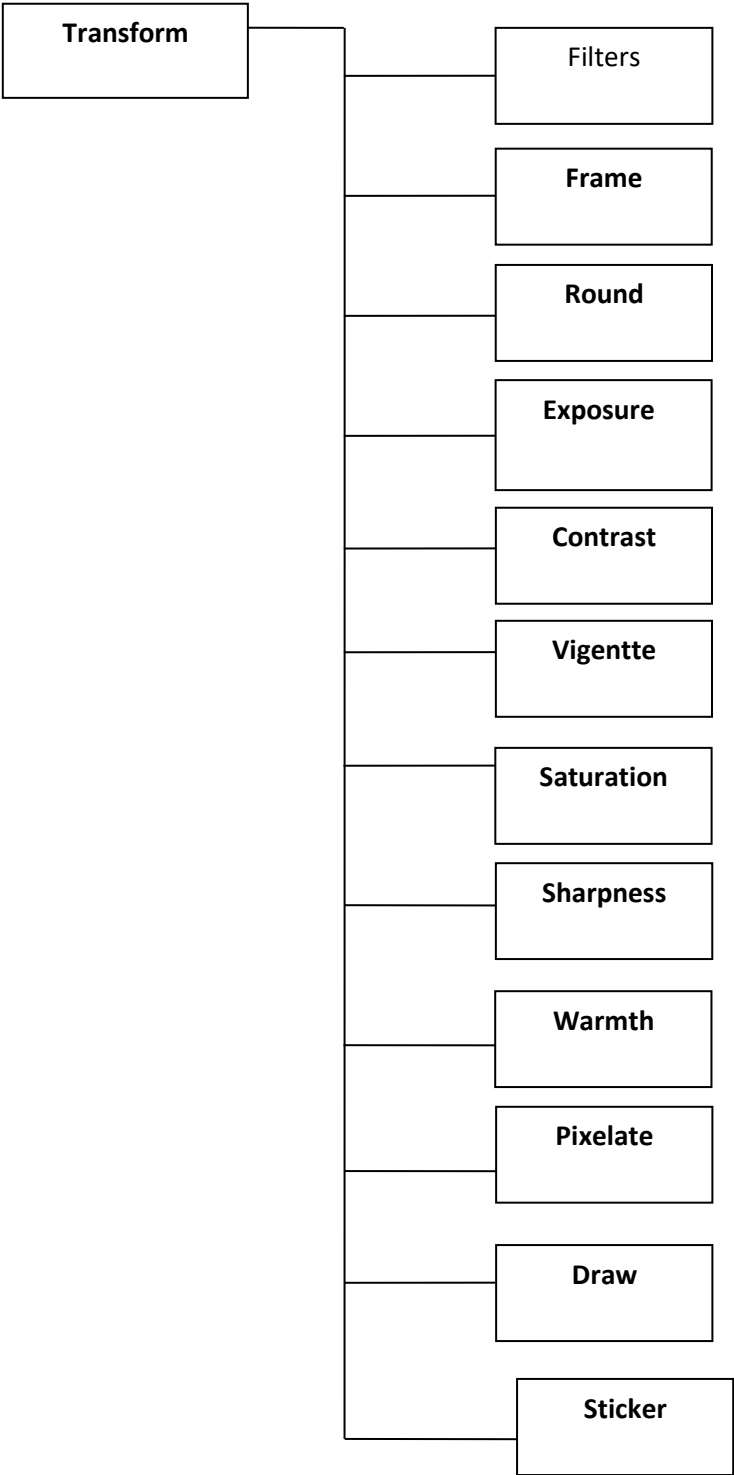 Transform
Filters
Frame
Round
Exposure
Contrast
Vigentte
Saturation
Sharpness
Warmth
Pixelate
Draw
Sticker